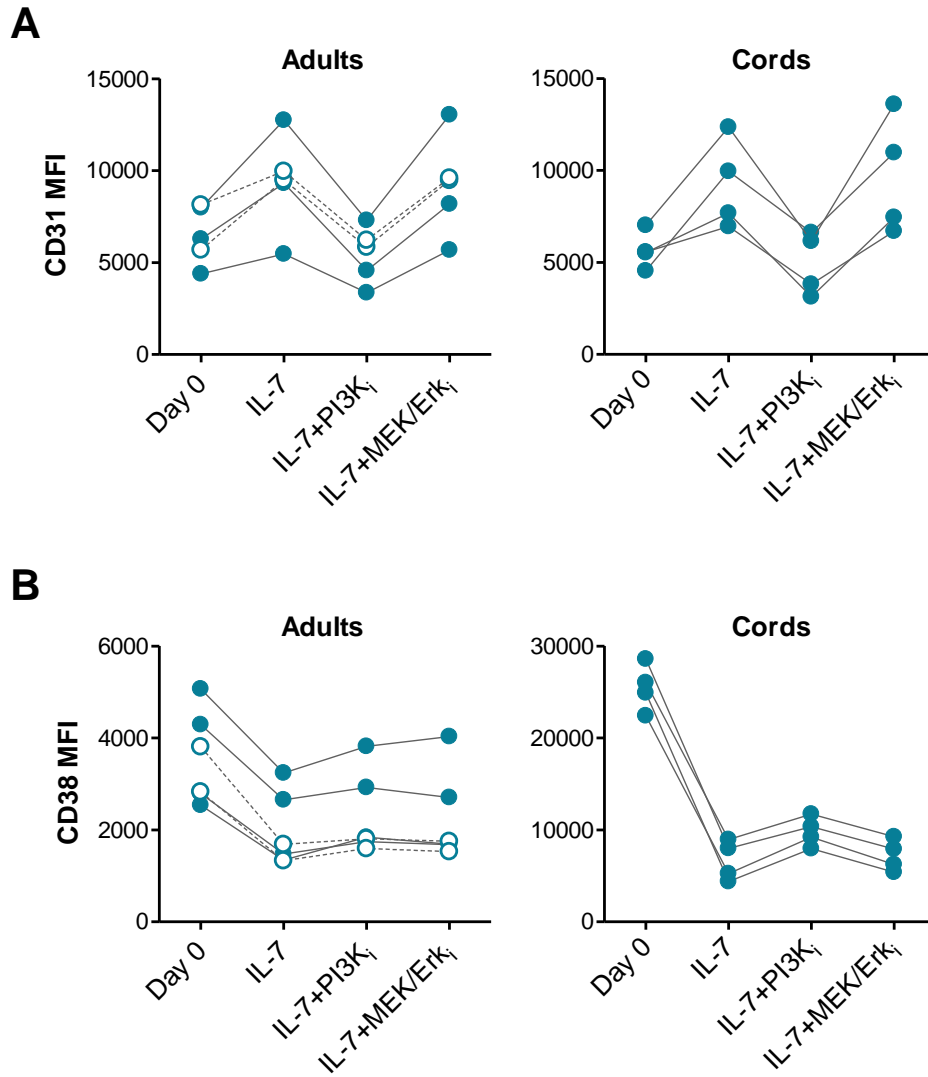 A
Adults
Cords
15000
10000
5000
0
CD31 MFI
Day 0
IL-7
IL-7+PI3Ki
IL-7+MEK/Erki
15000
10000
5000
0
Day 0
IL-7
IL-7+PI3Ki
IL-7+MEK/Erki
B
Adults
Cords
6000
4000
2000
0
CD38 MFI
Day 0
IL-7
IL-7+PI3Ki
IL-7+MEK/Erki
30000
20000
10000
0
Day 0
IL-7
IL-7+PI3Ki
IL-7+MEK/Erki